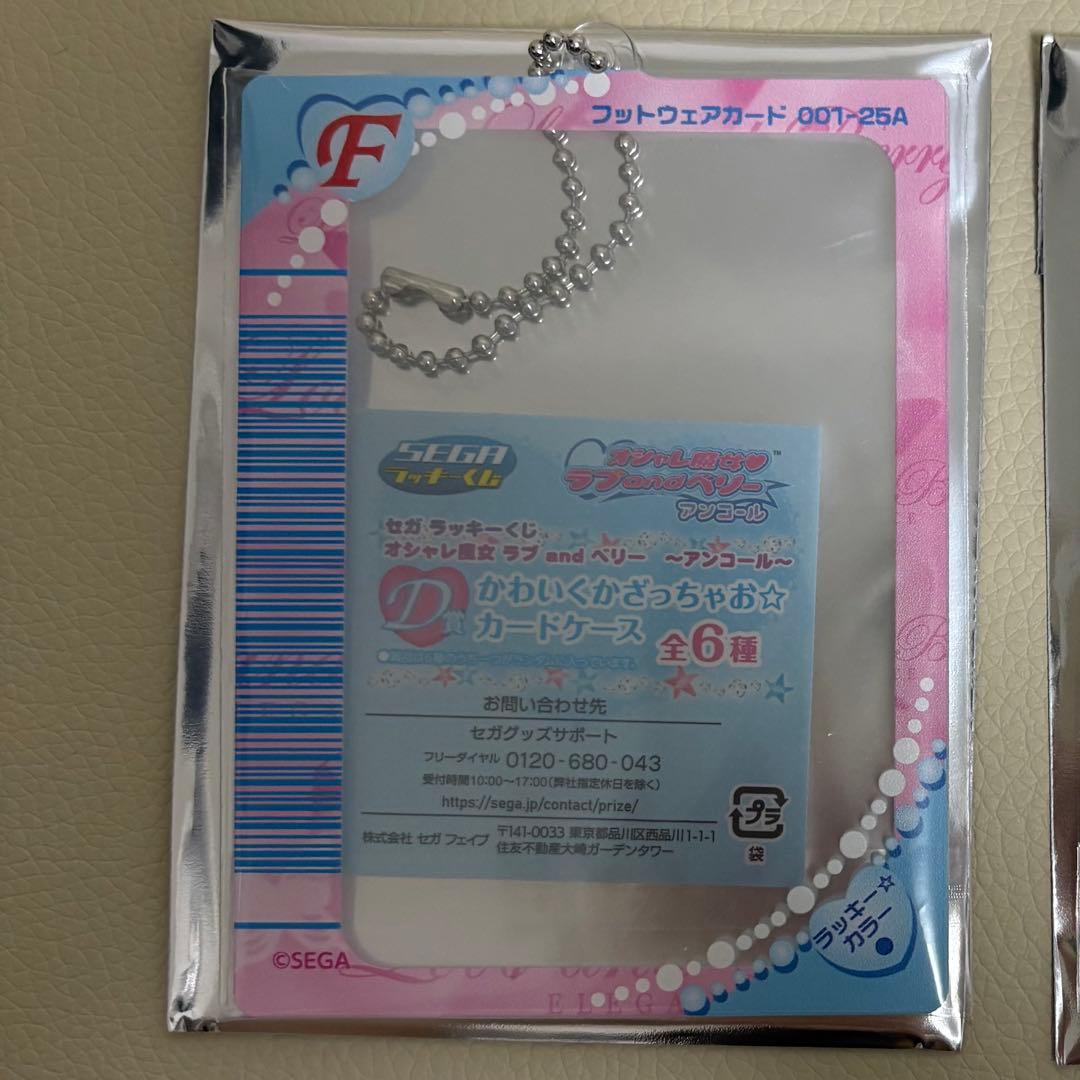 F
フットウェアカード 001-25A
SEGA
ラッキーくじ
オシャレ魔女♥
ラブandベリー™
アンコール
セガ ラッキーくじ
オシャレ魔女 ラブ and ベリー ～アンコール～
D賞
かわいくかざっちゃお☆
カードケース
全6種
お問い合わせ先
セガグッズサポート
フリーダイヤル 0120-680-043
受付時間10:00～17:00(弊社指定休日を除く)
https://sega.jp/contact/prize/
株式会社 セガ フェイブ
〒141-0033 東京都品川区西品川1-1-1
住友不動産大崎ガーデンタワー
プラ
袋
ラッキー☆
カラー
©SEGA